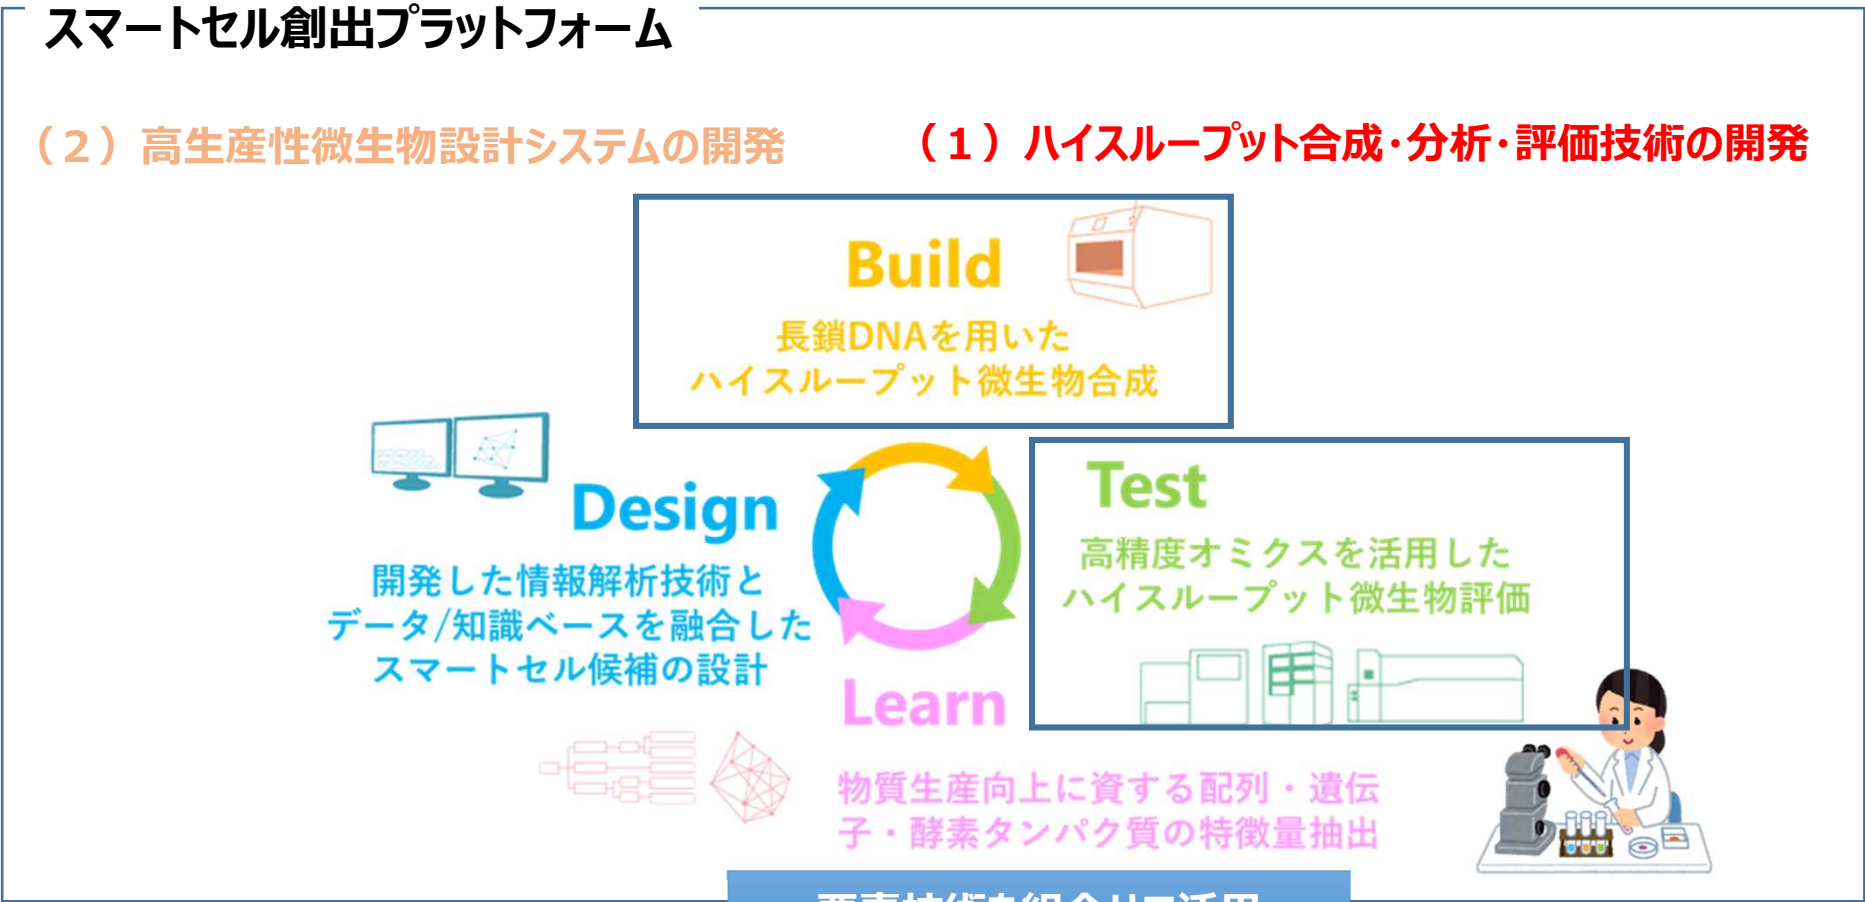 スマートセル創出プラットフォーム
（２）高生産性微生物設計システムの開発
（１）ハイスループット合成･分析･評価技術の開発
Build
長鎖DNAを用いた
ハイスループット微生物合成
Design
開発した情報解析技術と
データ/知識ベースを融合した
スマートセル候補の設計
Test
高精度オミクスを活用した
ハイスループット微生物評価
Learn
物質生産向上に資する配列・遺伝
子・酵素タンパク質の特徴量抽出